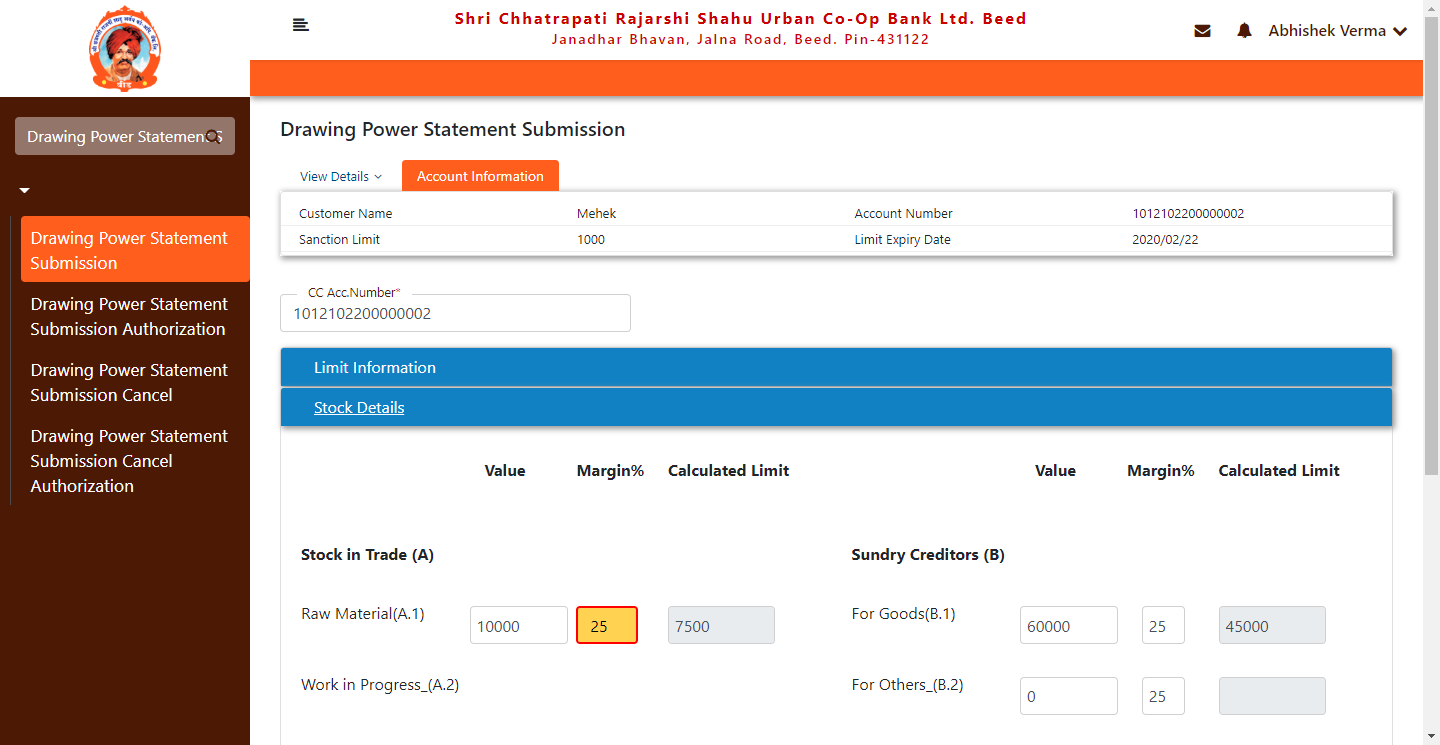 Shri Chhatrapati Rajarshi Shahu Urban Co-Op Bank Ltd. Beed
Janadhar Bhavan, Jalna Road, Beed. Pin-431122
Abhishek Verma
Drawing Power Statement S
Drawing Power Statement
Submission
Drawing Power Statement
Submission Authorization
Drawing Power Statement
Submission Cancel
Drawing Power Statement
Submission Cancel
Authorization
Drawing Power Statement Submission
View Details Account Information
Customer Name Mehek Account Number 1012102200000002
Sanction Limit 1000 Limit Expiry Date 2020/02/22
CC Acc.Number*
1012102200000002
Limit Information
Stock Details
Value Margin% Calculated Limit Value Margin% Calculated Limit
Stock in Trade (A) Sundry Creditors (B)
Raw Material(A.1) 10000 25 7500 For Goods(B.1) 60000 25 45000
Work in Progress_(A.2) For Others_(B.2) 0 25